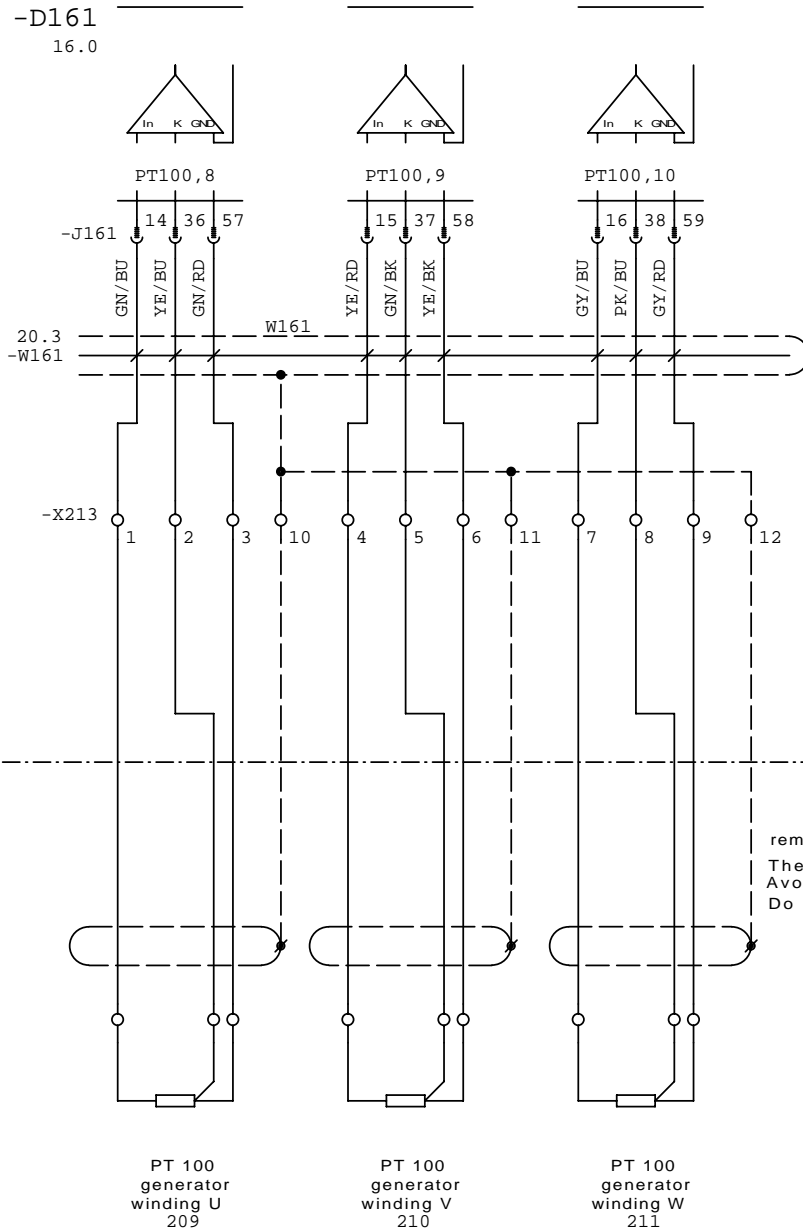 -D161
16.0
In K GND In K GND In K GND
PT100,8 PT100,9 PT100,10
-J161 14 36 57 15 37 58 16 38 59
GN/BU YE/BU GN/RD YE/RD GN/BK YE/BK GY/BU PK/BU GY/RD
20.3 W161
-W161
-X213 1 2 3 10 4 5 6 11 7 8 9 12
rem
The
Avo
Do
PT 100 PT 100 PT 100
generator generator generator
winding U winding V winding W
209 210 211